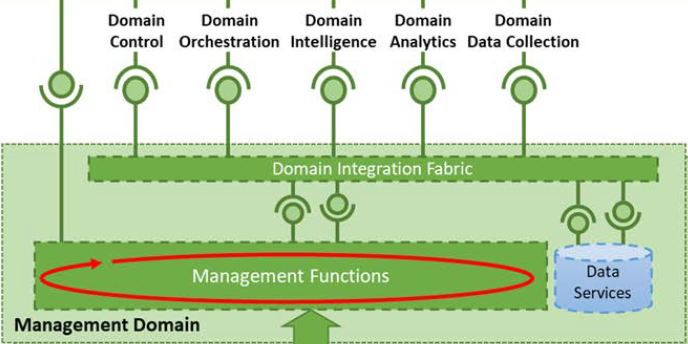 Domain Control
Domain Orchestration
Domain Intelligence
Domain Analytics
Domain Data Collection
Domain Integration Fabric
Management Functions
Data
Services
Management Domain